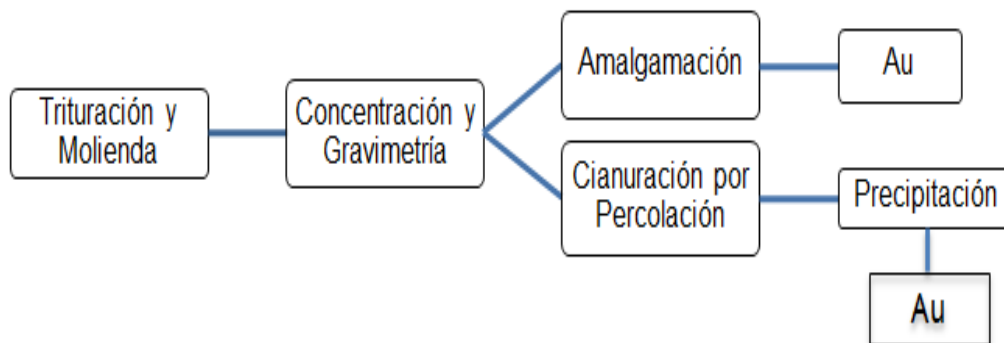 Trituración y
Molienda
Concentración y
Gravimetría
Amalgamación
Au
Cianuración por
Percolación
Precipitación
Au